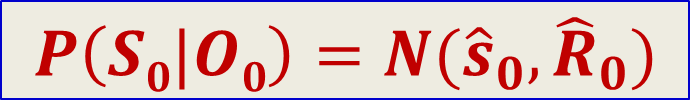 P(S₀|O₀) = N(ŝ₀, R̂₀)